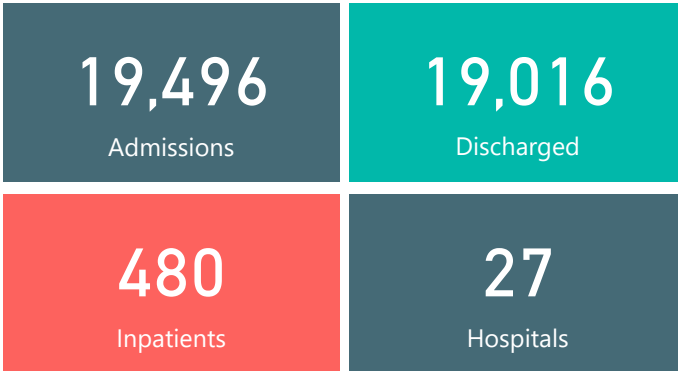 19,496
Admissions
19,016
Discharged
480
Inpatients
27
Hospitals